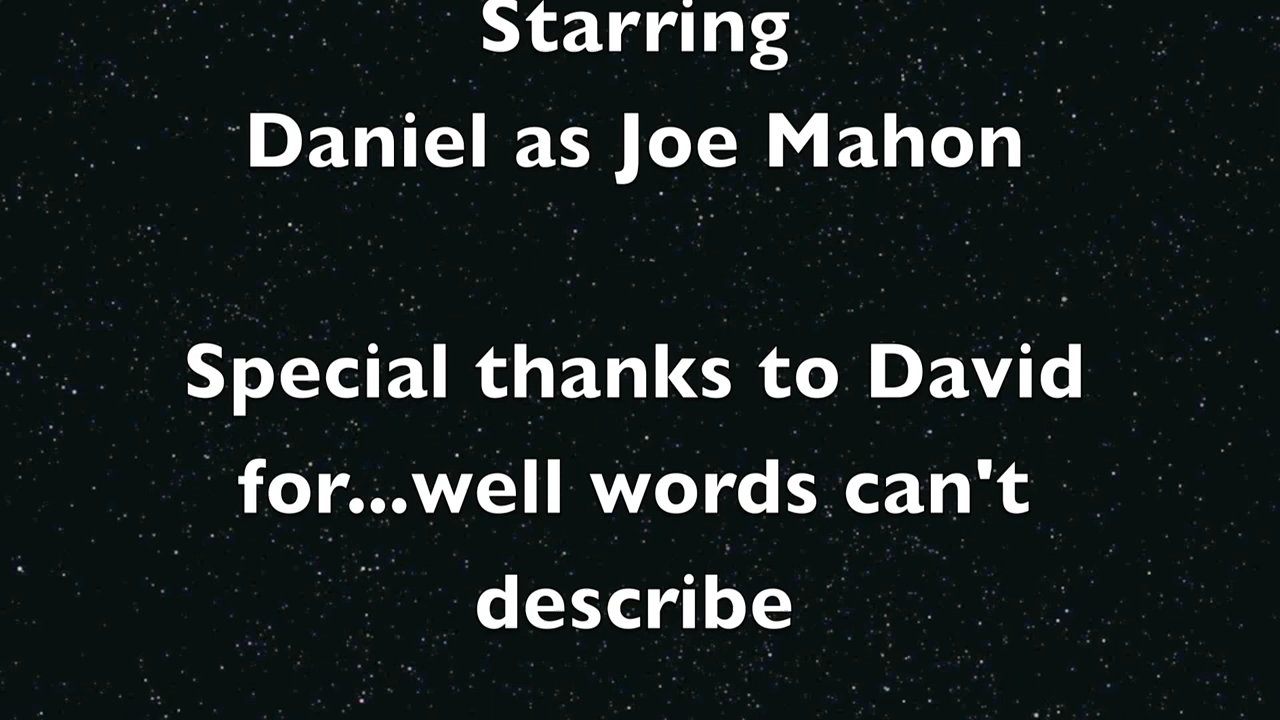 Starring
Daniel as Joe Mahon
Special thanks to David
for...well words can't
describe